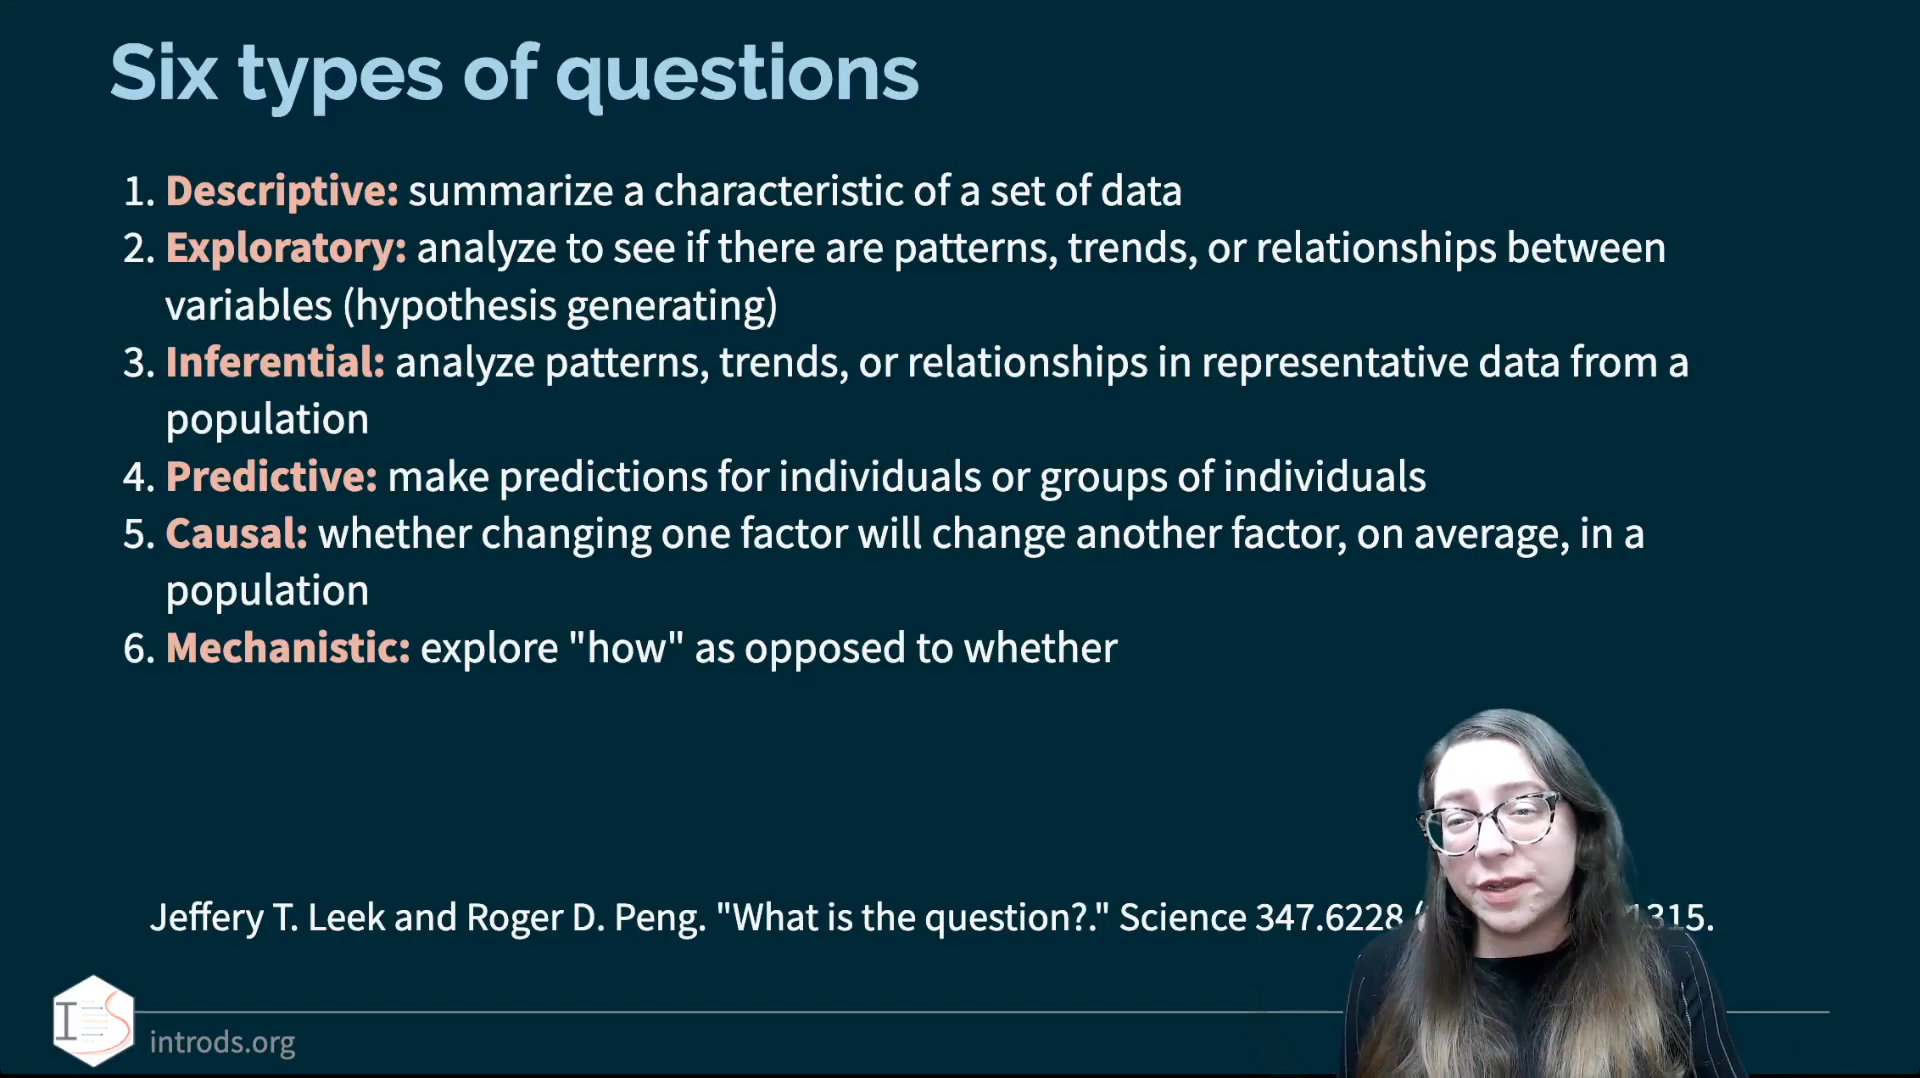 Six types of questions
1. Descriptive: summarize a characteristic of a set of data
2. Exploratory: analyze to see if there are patterns, trends, or relationships between
variables (hypothesis generating)
3. Inferential: analyze patterns, trends, or relationships in representative data from a
population
4. Predictive: make predictions for individuals or groups of individuals
5. Causal: whether changing one factor will change another factor, on average, in a
population
6. Mechanistic: explore "how" as opposed to whether
Jeffery T. Leek and Roger D. Peng. "What is the question?." Science 347.6228 1315.
IS
introds.org